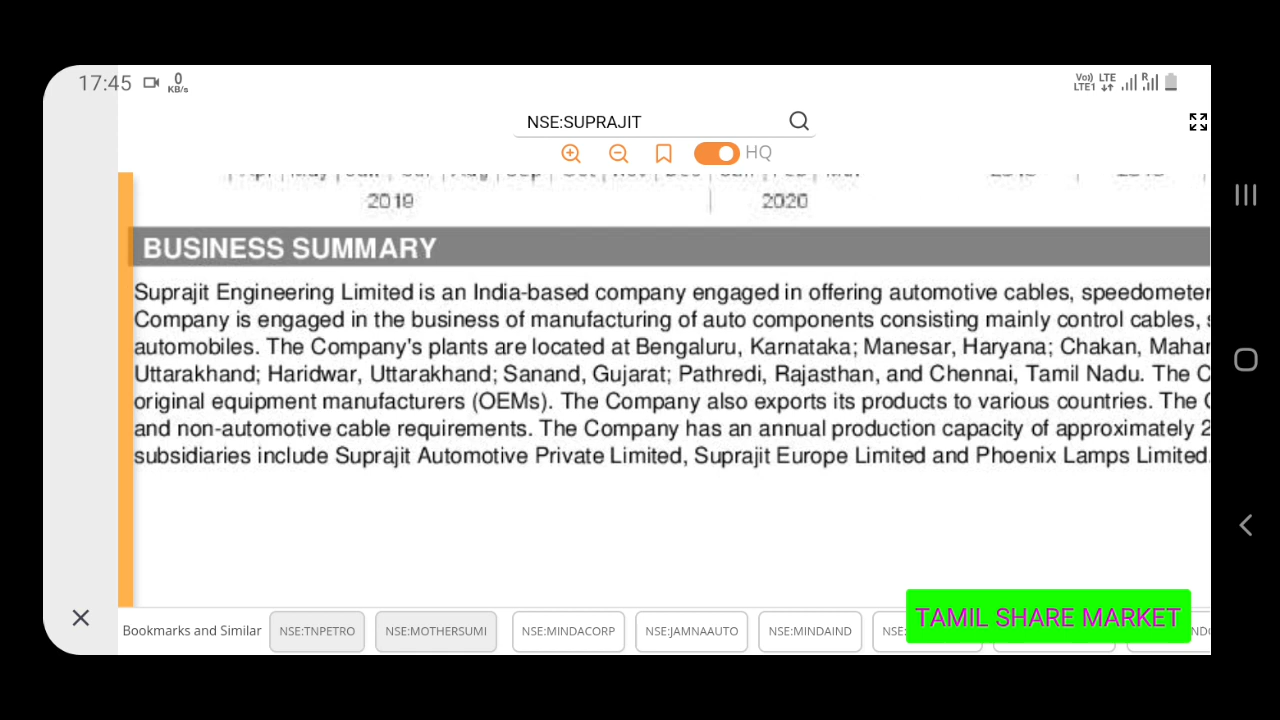 17:45 0 KB/s Vo) LTE1 LTE R
NSE:SUPRAJIT
HQ
2019 2020
BUSINESS SUMMARY
Suprajit Engineering Limited is an India-based company engaged in offering automotive cables, speedometer
Company is engaged in the business of manufacturing of auto components consisting mainly control cables,
automobiles. The Company's plants are located at Bengaluru, Karnataka; Manesar, Haryana; Chakan, Mahar
Uttarakhand; Haridwar, Uttarakhand; Sanand, Gujarat; Pathredi, Rajasthan, and Chennai, Tamil Nadu. The C
original equipment manufacturers (OEMs). The Company also exports its products to various countries. The
and non-automotive cable requirements. The Company has an annual production capacity of approximately 2
subsidiaries include Suprajit Automotive Private Limited, Suprajit Europe Limited and Phoenix Lamps Limited.
Bookmarks and Similar NSE:TNPETRO NSE:MOTHERSUMI NSE:MINDACORP NSE:JAMNAAUTO NSE:MINDAIND NSE:
TAMIL SHARE MARKET